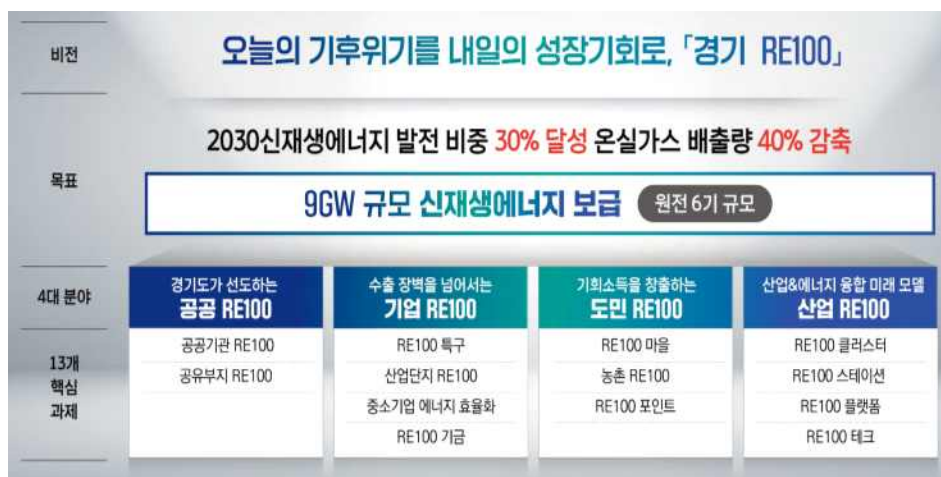 비전
오늘의 기후위기를 내일의 성장기회로, 「경기 RE100」
목표
2030신재생에너지 발전 비중 30% 달성 온실가스 배출량 40% 감축
9GW 규모 신재생에너지 보급 원전 6기 규모
4대 분야
경기도가 선도하는
공공 RE100
수출 장벽을 넘어서는
기업 RE100
기회소득을 창출하는
도민 RE100
산업&에너지 융합 미래 모델
산업 RE100
13개
핵심
과제
공공기관 RE100
공유부지 RE100
RE100 특구
산업단지 RE100
중소기업 에너지 효율화
RE100 기금
RE100 마을
농촌 RE100
RE100 포인트
RE100 클러스터
RE100 스테이션
RE100 플랫폼
RE100 테크